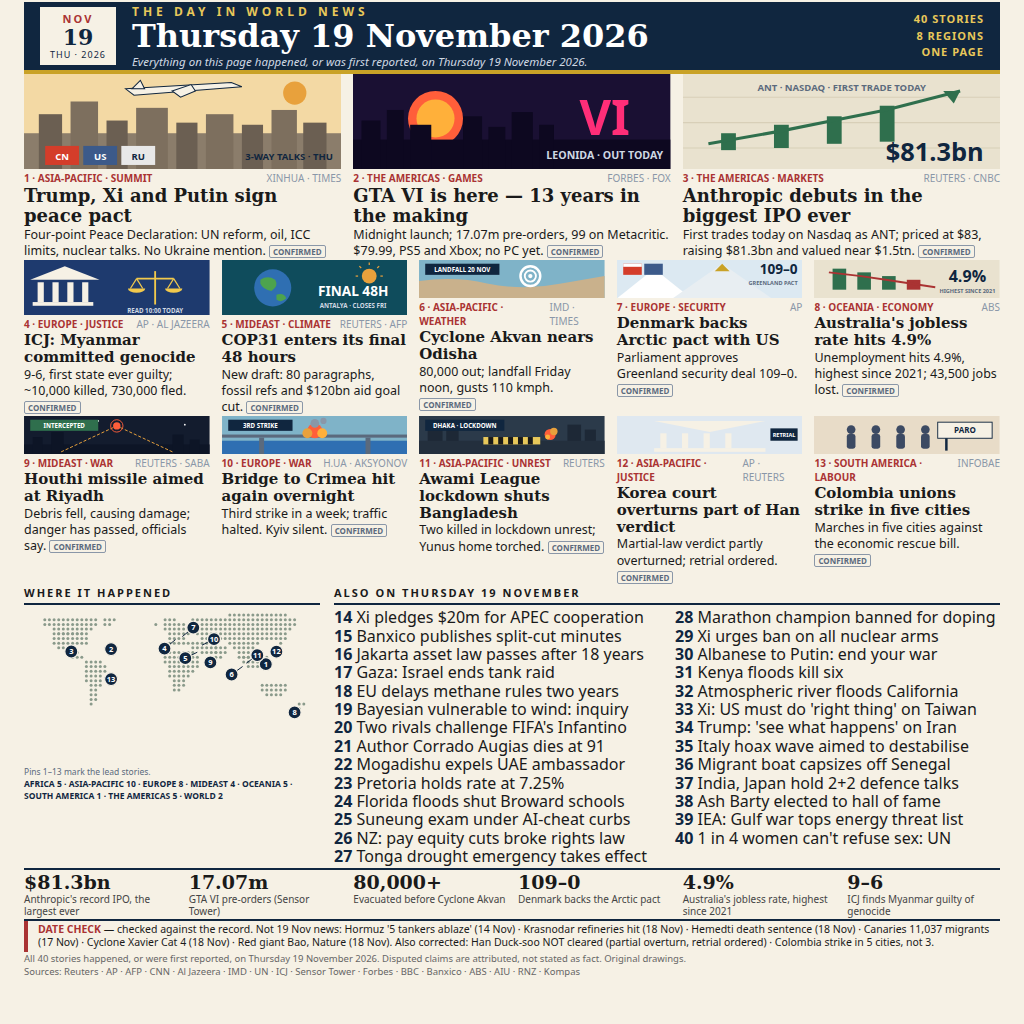 NOV
19
THU · 2026
THE DAY IN WORLD NEWS
Thursday 19 November 2026
Everything on this page happened, or was first reported, on Thursday 19 November 2026.
40 STORIES
8 REGIONS
ONE PAGE
CN US RU
3-WAY TALKS · THU
1 · ASIA-PACIFIC · SUMMIT XINHUA · TIMES
Trump, Xi and Putin sign
peace pact
Four-point Peace Declaration: UN reform, oil, ICC
limits, nuclear talks. No Ukraine mention. CONFIRMED
VI
LEONIDA · OUT TODAY
2 · THE AMERICAS · GAMES FORBES · FOX
GTA VI is here — 13 years in
the making
Midnight launch; 17.07m pre-orders, 99 on Metacritic.
$79.99, PS5 and Xbox; no PC yet. CONFIRMED
ANT · NASDAQ · FIRST TRADE TODAY
$81.3bn
3 · THE AMERICAS · MARKETS REUTERS · CNBC
Anthropic debuts in the
biggest IPO ever
First trades today on Nasdaq as ANT; priced at $83,
raising $81.3bn and valued near $1.5tn. CONFIRMED
READ 10:00 TODAY
4 · EUROPE · JUSTICE AP · AL JAZEERA
ICJ: Myanmar
committed genocide
9-6, first state ever guilty;
~10,000 killed, 730,000 fled.
CONFIRMED
FINAL 48H
ANTALYA · CLOSES FRI
5 · MIDEAST · CLIMATE REUTERS · AFP
COP31 enters its final
48 hours
New draft: 80 paragraphs,
fossil refs and $120bn aid goal
cut. CONFIRMED
LANDFALL 20 NOV
6 · ASIA-PACIFIC · IMD ·
WEATHER TIMES
Cyclone Akvan nears
Odisha
80,000 out; landfall Friday
noon, gusts 110 kmph.
CONFIRMED
109–0
GREENLAND PACT
7 · EUROPE · SECURITY AP
Denmark backs
Arctic pact with US
Parliament approves
Greenland security deal 109–0.
CONFIRMED
4.9%
HIGHEST SINCE 2021
8 · OCEANIA · ECONOMY ABS
Australia's jobless
rate hits 4.9%
Unemployment hits 4.9%,
highest since 2021; 43,500 jobs
lost. CONFIRMED
INTERCEPTED
9 · MIDEAST · WAR REUTERS · SABA
Houthi missile aimed
at Riyadh
Debris fell, causing damage;
danger has passed, officials
say. CONFIRMED
3RD STRIKE
10 · EUROPE · WAR H.UA · AKSYONOV
Bridge to Crimea hit
again overnight
Third strike in a week; traffic
halted. Kyiv silent. CONFIRMED
DHAKA · LOCKDOWN
11 · ASIA-PACIFIC · UNREST REUTERS
Awami League
lockdown shuts
Bangladesh
Two killed in lockdown unrest;
Yunus home torched. CONFIRMED
RETRIAL
12 · ASIA-PACIFIC · AP ·
JUSTICE REUTERS
Korea court
overturns part of Han
verdict
Martial-law verdict partly
overturned; retrial ordered.
CONFIRMED
PARO
13 · SOUTH AMERICA · INFOBAE
LABOUR
Colombia unions
strike in five cities
Marches in five cities against
the economic rescue bill.
CONFIRMED
WHERE IT HAPPENED
7
10
3 2 4 5 9 11 12 1
6
13
8
Pins 1–13 mark the lead stories.
AFRICA 5 · ASIA-PACIFIC 10 · EUROPE 8 · MIDEAST 4 · OCEANIA 5 ·
SOUTH AMERICA 1 · THE AMERICAS 5 · WORLD 2
ALSO ON THURSDAY 19 NOVEMBER
14 Xi pledges $20m for APEC cooperation
15 Banxico publishes split-cut minutes
16 Jakarta asset law passes after 18 years
17 Gaza: Israel ends tank raid
18 EU delays methane rules two years
19 Bayesian vulnerable to wind: inquiry
20 Two rivals challenge FIFA's Infantino
21 Author Corrado Augias dies at 91
22 Mogadishu expels UAE ambassador
23 Pretoria holds rate at 7.25%
24 Florida floods shut Broward schools
25 Suneung exam under AI-cheat curbs
26 NZ: pay equity cuts broke rights law
27 Tonga drought emergency takes effect
28 Marathon champion banned for doping
29 Xi urges ban on all nuclear arms
30 Albanese to Putin: end your war
31 Kenya floods kill six
32 Atmospheric river floods California
33 Xi: US must do 'right thing' on Taiwan
34 Trump: 'see what happens' on Iran
35 Italy hoax wave aimed to destabilise
36 Migrant boat capsizes off Senegal
37 India, Japan hold 2+2 defence talks
38 Ash Barty elected to hall of fame
39 IEA: Gulf war tops energy threat list
40 1 in 4 women can't refuse sex: UN
$81.3bn
Anthropic's record IPO, the
largest ever
17.07m
GTA VI pre-orders (Sensor
Tower)
80,000+
Evacuated before Cyclone Akvan
109–0
Denmark backs the Arctic pact
4.9%
Australia's jobless rate, highest
since 2021
9–6
ICJ finds Myanmar guilty of
genocide
DATE CHECK — checked against the record. Not 19 Nov news: Hormuz '5 tankers ablaze' (14 Nov) · Krasnodar refineries hit (18 Nov) · Hemedti death sentence (18 Nov) · Canaries 11,037 migrants
(17 Nov) · Cyclone Xavier Cat 4 (18 Nov) · Red giant Bao, Nature (18 Nov). Also corrected: Han Duck-soo NOT cleared (partial overturn, retrial ordered) · Colombia strike in 5 cities, not 3.
All 40 stories happened, or were first reported, on Thursday 19 November 2026. Disputed claims are attributed, not stated as fact. Original drawings.
Sources: Reuters · AP · AFP · CNN · Al Jazeera · IMD · UN · ICJ · Sensor Tower · Forbes · BBC · Banxico · ABS · AIU · RNZ · Kompas